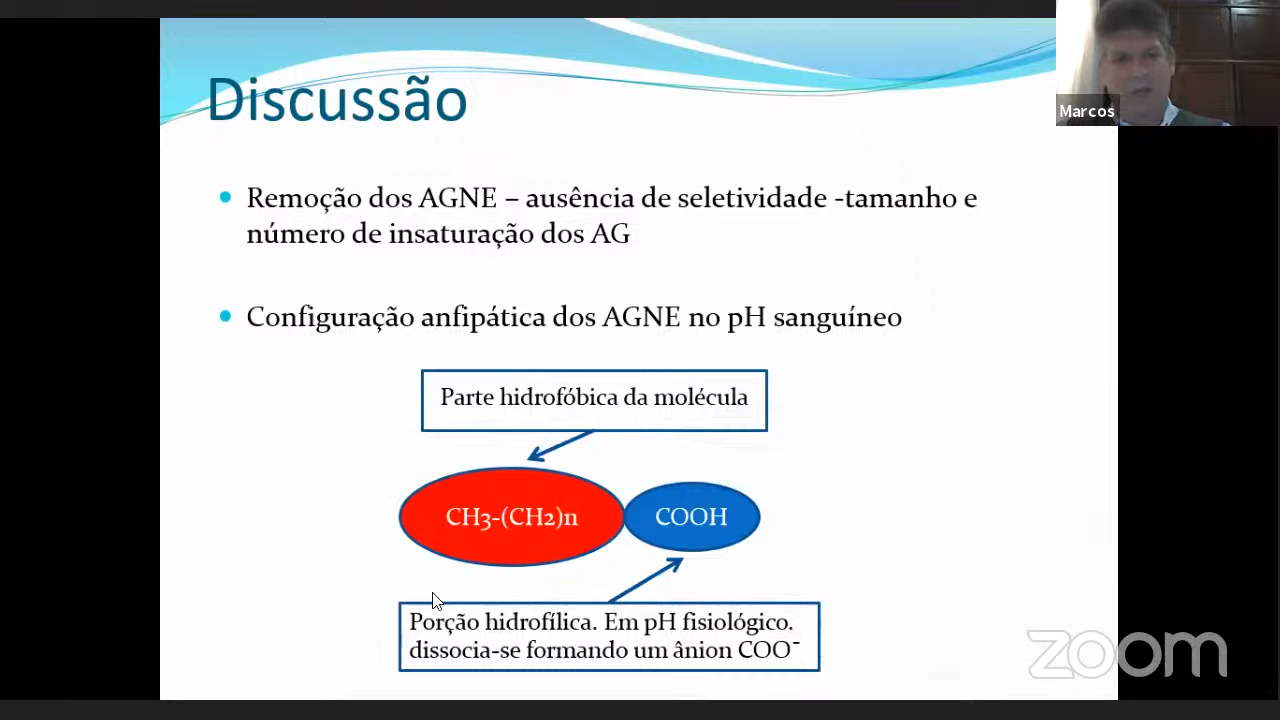 Discussão
Marcos
Remoção dos AGNE – ausência de seletividade -tamanho e
número de insaturação dos AG
Configuração anfipática dos AGNE no pH sanguíneo
Parte hidrofóbica da molécula
CH3-(CH2)n
COOH
Porção hidrofílica. Em pH fisiológico.
dissocia-se formando um ânion COO⁻
zoom